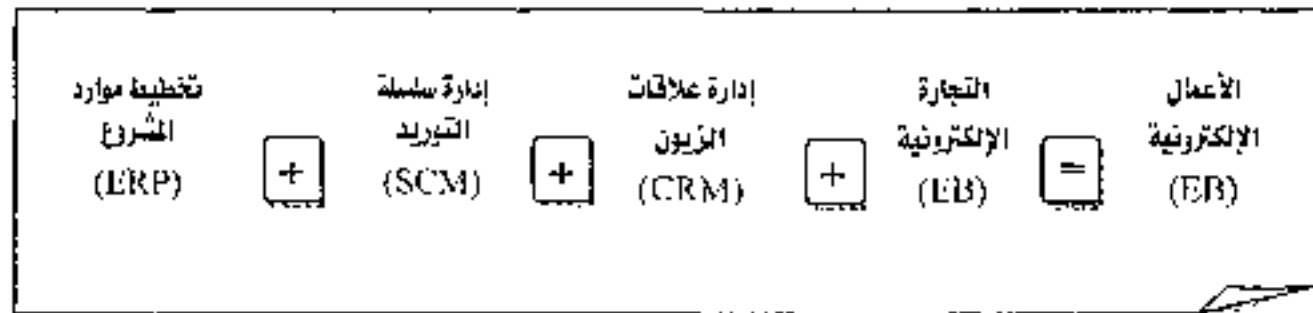 الأعمال
الإلكترونية
(EB)
=
التجارة
الإلكترونية
(EB)
+
إدارة علاقات
الزبون
(CRM)
+
إدارة سلسلة
التوريد
(SCM)
+
تخطيط موارد
المشروع
(ERP)